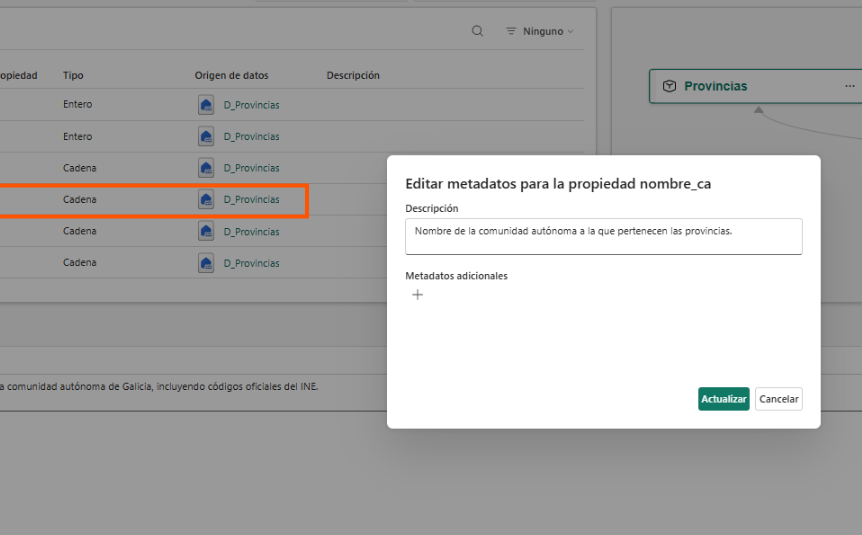 Ninguno
opiedad Tipo Origen de datos Descripción
Entero D_Provincias
Entero D_Provincias
Cadena D_Provincias
Cadena D_Provincias
Cadena D_Provincias
Cadena D_Provincias
a comunidad autónoma de Galicia, incluyendo códigos oficiales del INE.
Provincias
Editar metadatos para la propiedad nombre_ca
Descripción
Nombre de la comunidad autónoma a la que pertenecen las provincias.
Metadatos adicionales
Actualizar Cancelar